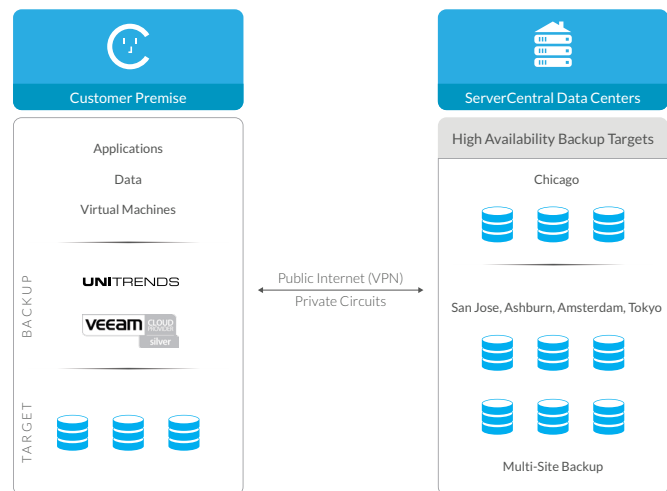 Customer Premise
Applications
Data
Virtual Machines
BACKUP
UNITRENDS
veeam CLOUD PROVIDER
silver
TARGET
Public Internet (VPN)
Private Circuits
ServerCentral Data Centers
High Availability Backup Targets
Chicago
San Jose, Ashburn, Amsterdam, Tokyo
Multi-Site Backup